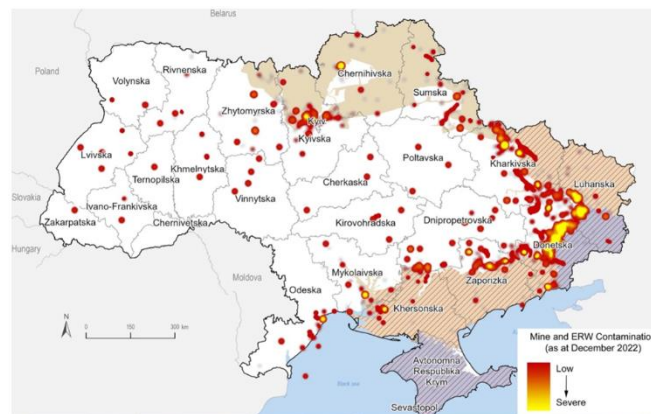 Belarus
Poland
Volynska
Rivnenska
Chernihivska
Sumska
Zhytomyrska
Kyiv
Kyivska
Lvivska
Ternopilska
Khmelnytska
Poltavska
Kharkivska
Luhanska
Cherkaska
Slovakia
Ivano-Frankivska
Vinnytska
Zakarpatska
Chernivetska
Kirovohradska
Dnipropetrovska
Donetska
Hungary
Moldova
Mykolaivska
Zaporizka
Odeska
Khersonska
N
0
150
300 km
Avtonomna
Respublika
Krym
Sevastopol
Mine and ERW Contaminatio
(as at December 2022)
Low
Severe